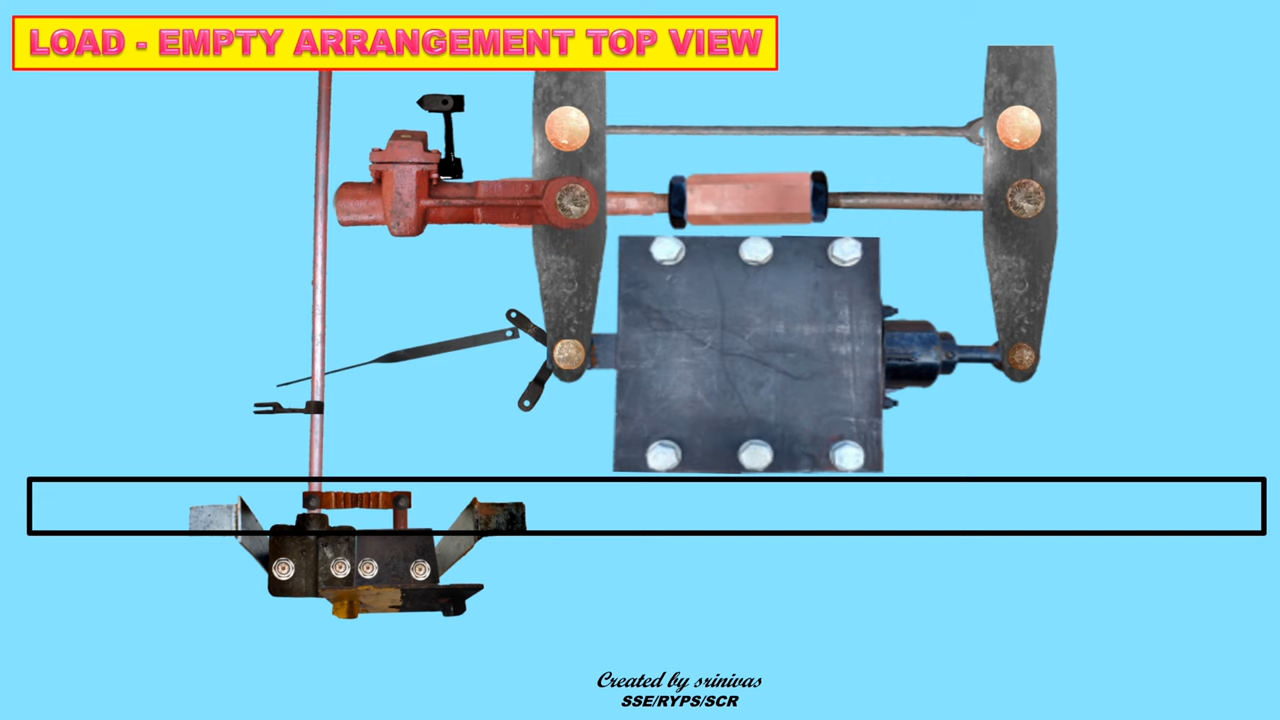 LOAD - EMPTY ARRANGEMENT TOP VIEW
Created by srinivas
SSE/RYPS/SCR